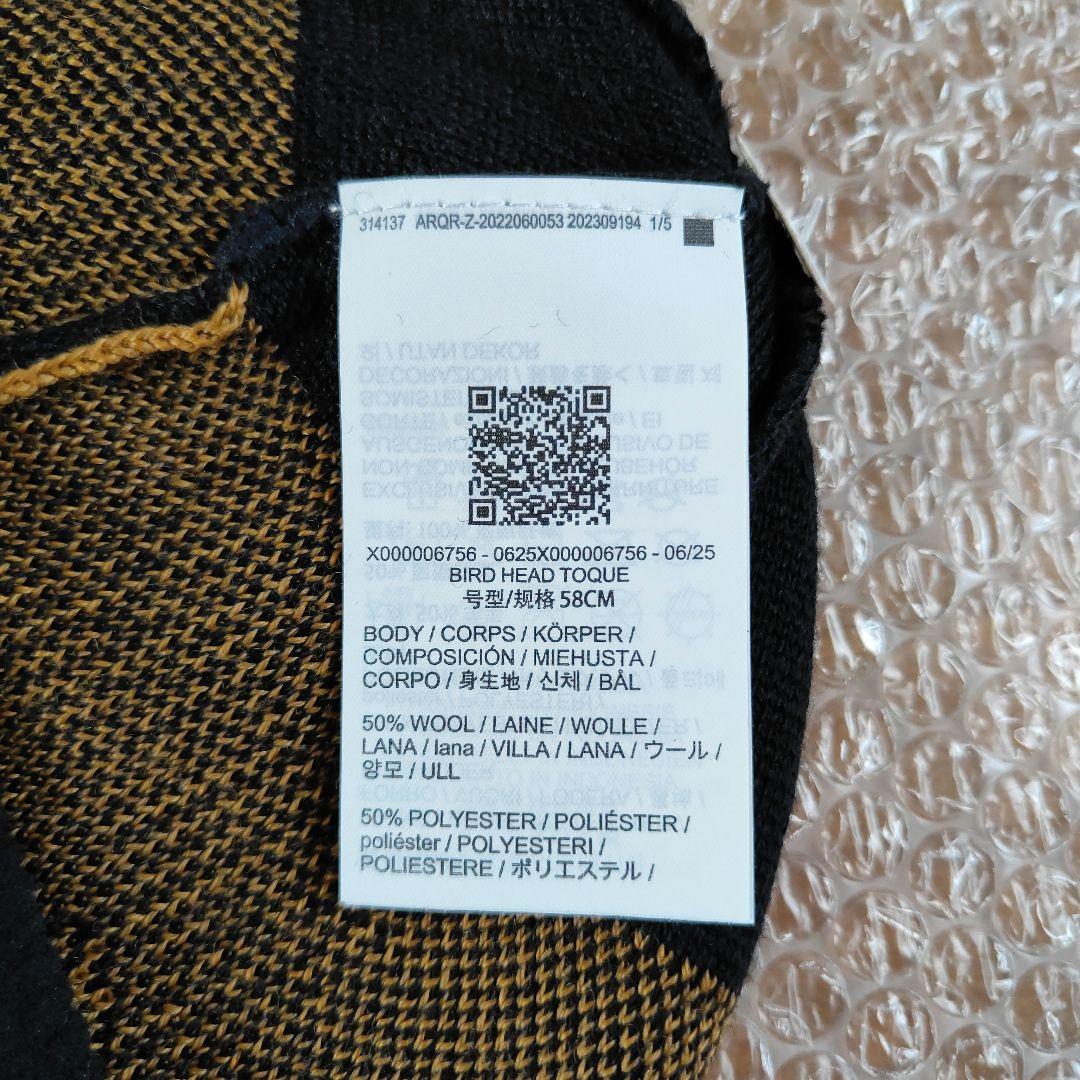 314137 ARQR-Z-2022060053 202309194 1/5
X000006756 - 0625X000006756 - 06/25
BIRD HEAD TOQUE
号型/规格 58CM
BODY / CORPS / KÖRPER /
COMPOSICIÓN / MIEHUSTA /
CORPO / 身生地 / 신체 / BÅL
50% WOOL / LAINE / WOLLE /
LANA / lana / VILLA / LANA / ウール /
양모 / ULL
50% POLYESTER / POLIÉSTER /
poliéster / POLYESTERI /
POLIESTERE / ポリエステル /